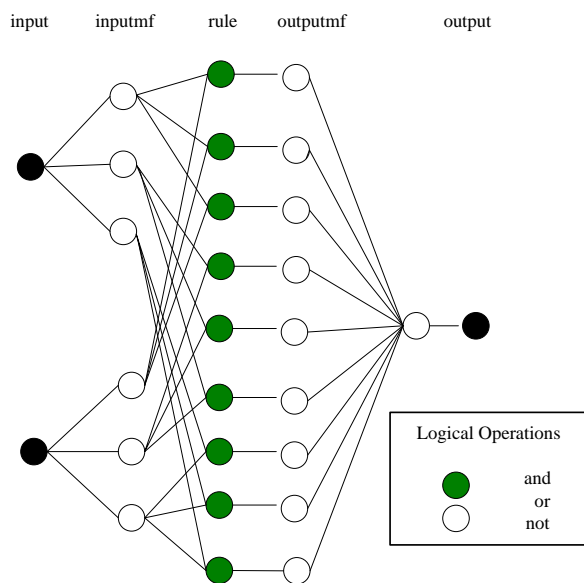 input inputmf rule outputmf output
Logical Operations
and
or
not